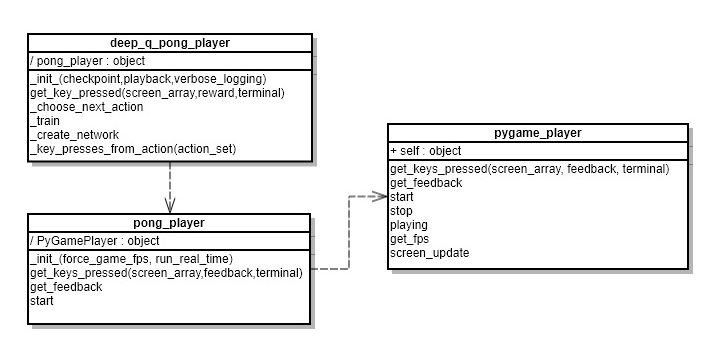 deep_q_pong_player
/ pong_player : object
_init_(checkpoint,playback,verbose_logging)
get_key_pressed(screen_array,reward,terminal)
_choose_next_action
_train
_create_network
_key_presses_from_action(action_set)
pygame_player
+ self : object
get_keys_pressed(screen_array, feedback, terminal)
get_feedback
start
stop
playing
get_fps
screen_update
pong_player
/ PyGamePlayer : object
_init_(force_game_fps, run_real_time)
get_keys_pressed(screen_array,feedback,terminal)
get_feedback
start